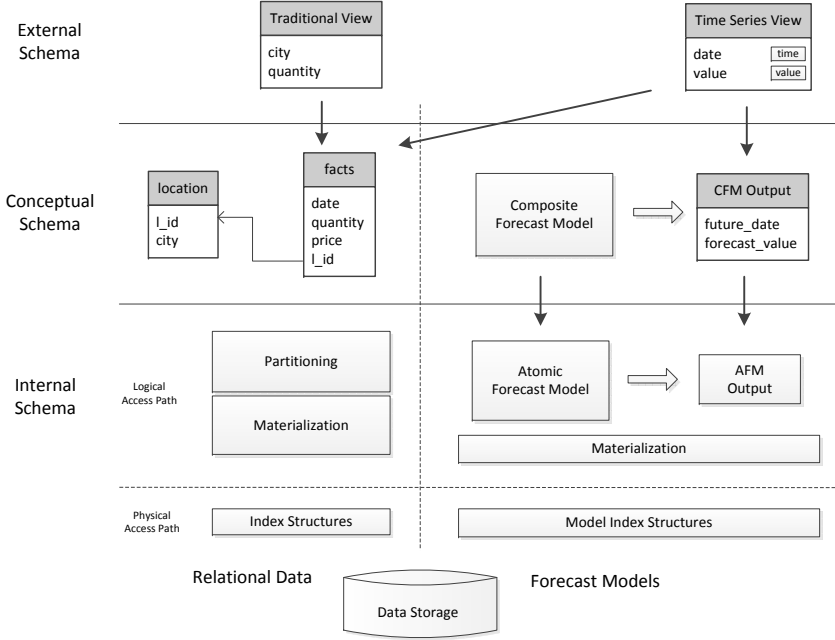 External
Schema
Traditional View
city
quantity
Time Series View
date
time
value
value
Conceptual
Schema
location
l_id
city
facts
date
quantity
price
l_id
Composite
Forecast Model
CFM Output
future_date
forecast_value
Internal
Schema
Logical
Access Path
Partitioning
Materialization
Atomic
Forecast Model
AFM
Output
Materialization
Physical
Access Path
Index Structures
Model Index Structures
Relational Data
Forecast Models
Data Storage